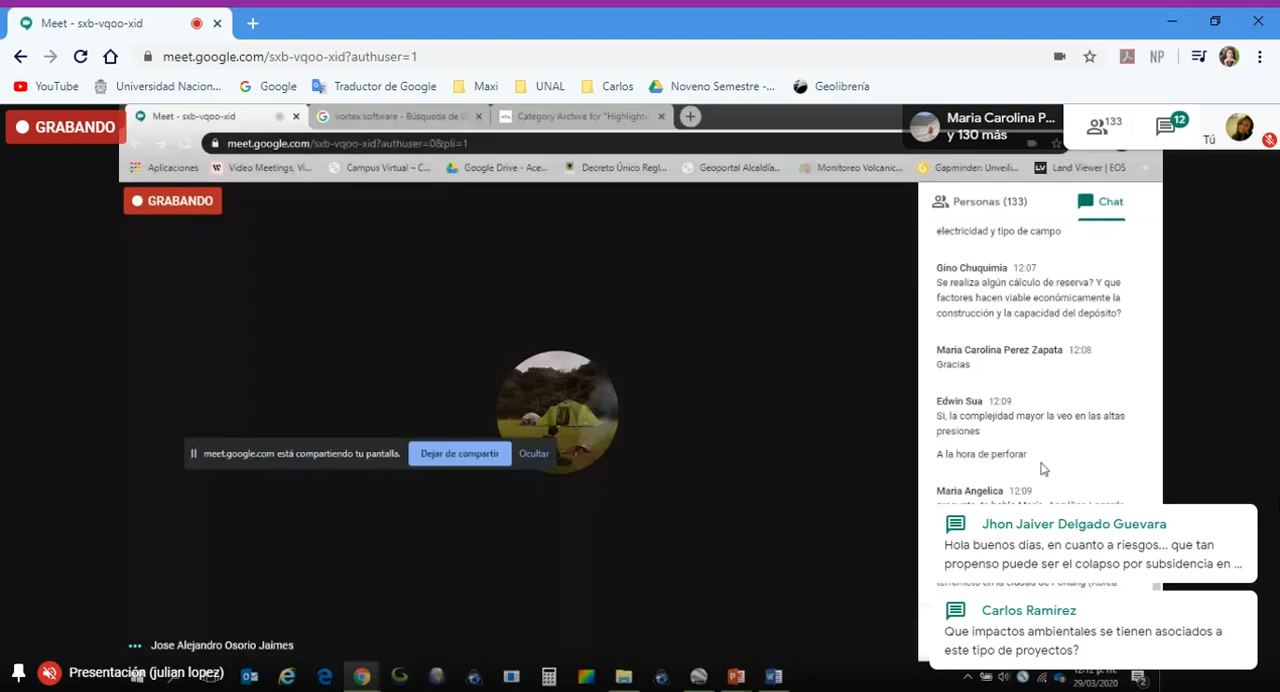 Meet - sxb-vqoo-xid
meet.google.com/sxb-vqoo-xid?authuser=1
NP
YouTube
Universidad Nacion...
Google
Traductor de Google
Maxi
UNAL
Carlos
Noveno Semestre -...
Geolibrería
GRABANDO
Meet - sxb-vqoo-xid
vortex software - Búsqueda de G
Category Archive for "Highlight
Maria Carolina P...
y 130 más
133
12
Tú
meet.google.com/sxb-vqoo-xid?authuser=0&pli=1
Aplicaciones
Video Meetings, Vi...
Campus Virtual – C...
Google Drive - Ace...
Decreto Único Regl...
Geoportal Alcaldía...
Monitoreo Volcanic...
Gapminder: Unveili...
LV Land Viewer | EOS
GRABANDO
Personas (133)
Chat
electricidad y tipo de campo
Gino Chuquimia 12:07
Se realiza algún cálculo de reserva? Y que
factores hacen viable económicamente la
construcción y la capacidad del depósito?
Maria Carolina Perez Zapata 12:08
Gracias
Edwin Sua 12:09
Si, la complejidad mayor la veo en las altas
presiones
A la hora de perforar
Maria Angelica 12:09
meet.google.com está compartiendo tu pantalla.
Dejar de compartir
Ocultar
Jhon Jaiver Delgado Guevara
Hola buenos días, en cuanto a riesgos... que tan
propenso puede ser el colapso por subsidencia en ...
Carlos Ramirez
Que impactos ambientales se tienen asociados a
este tipo de proyectos?
Jose Alejandro Osorio Jaimes
Presentación (julian lopez)
12:12 p. m.
29/03/2020
2